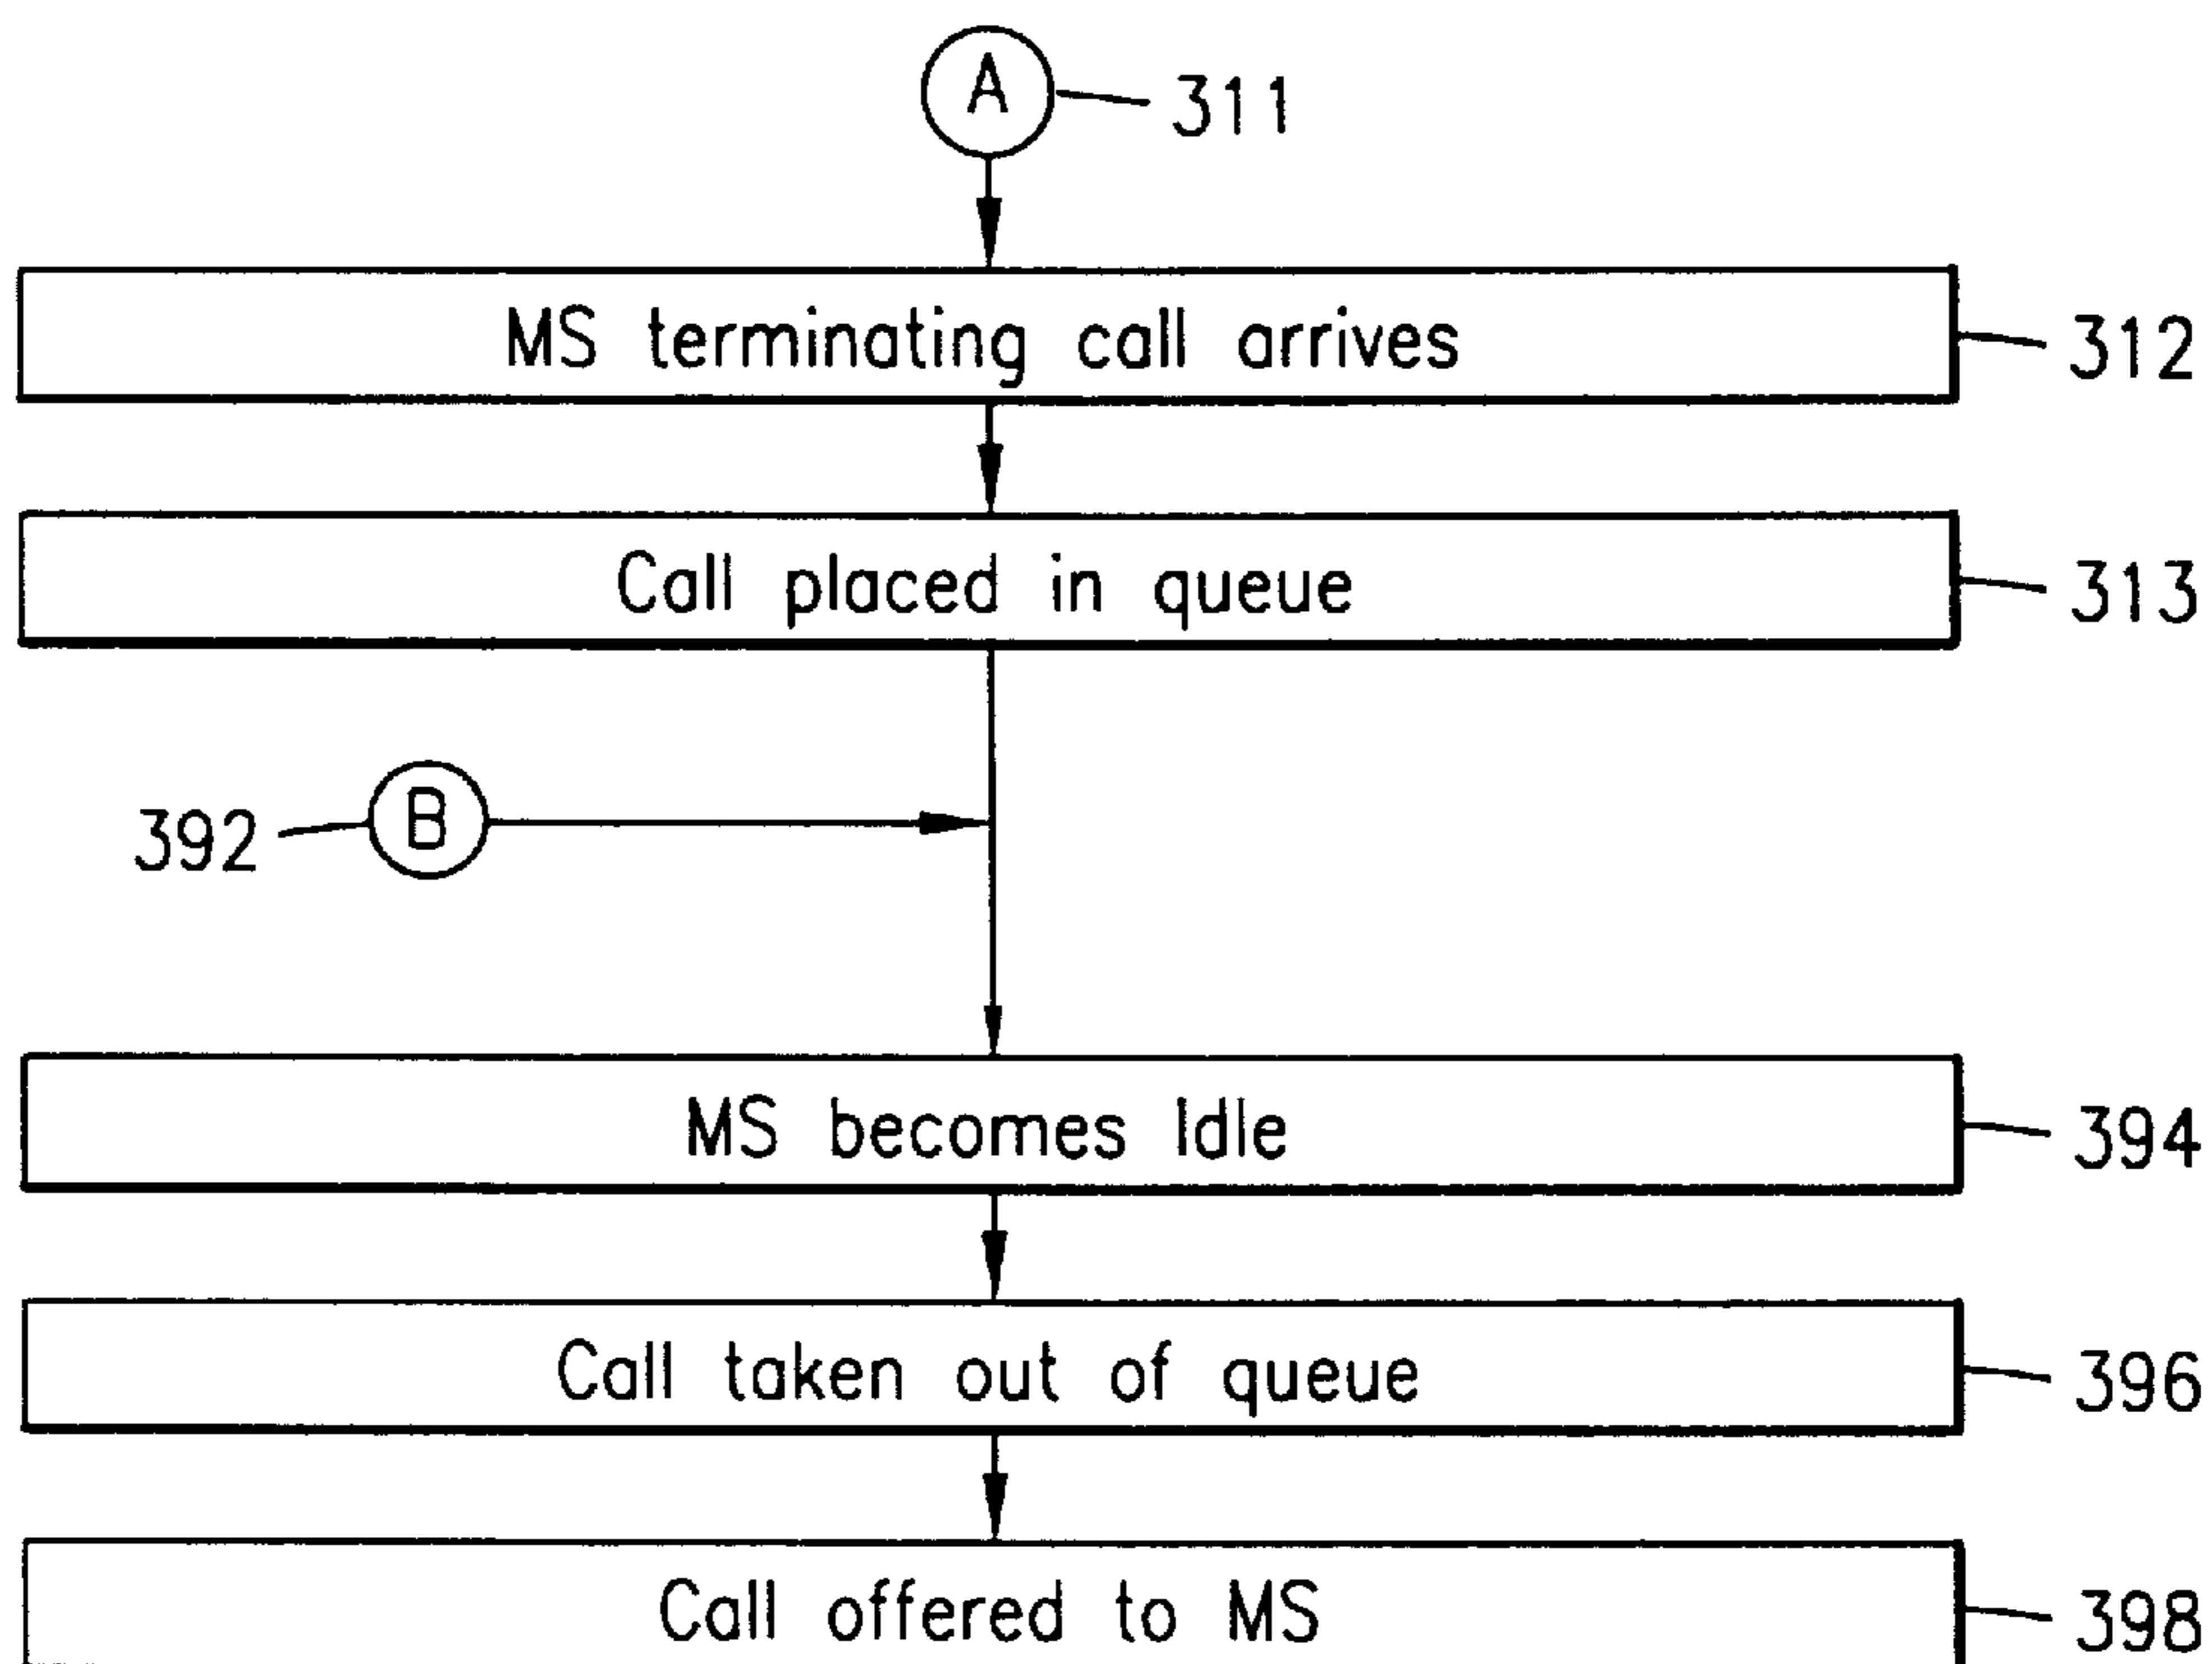 A 311
MS terminating call arrives 312
Call placed in queue 313
392 B
MS becomes Idle 394
Call taken out of queue 396
Call offered to MS 398